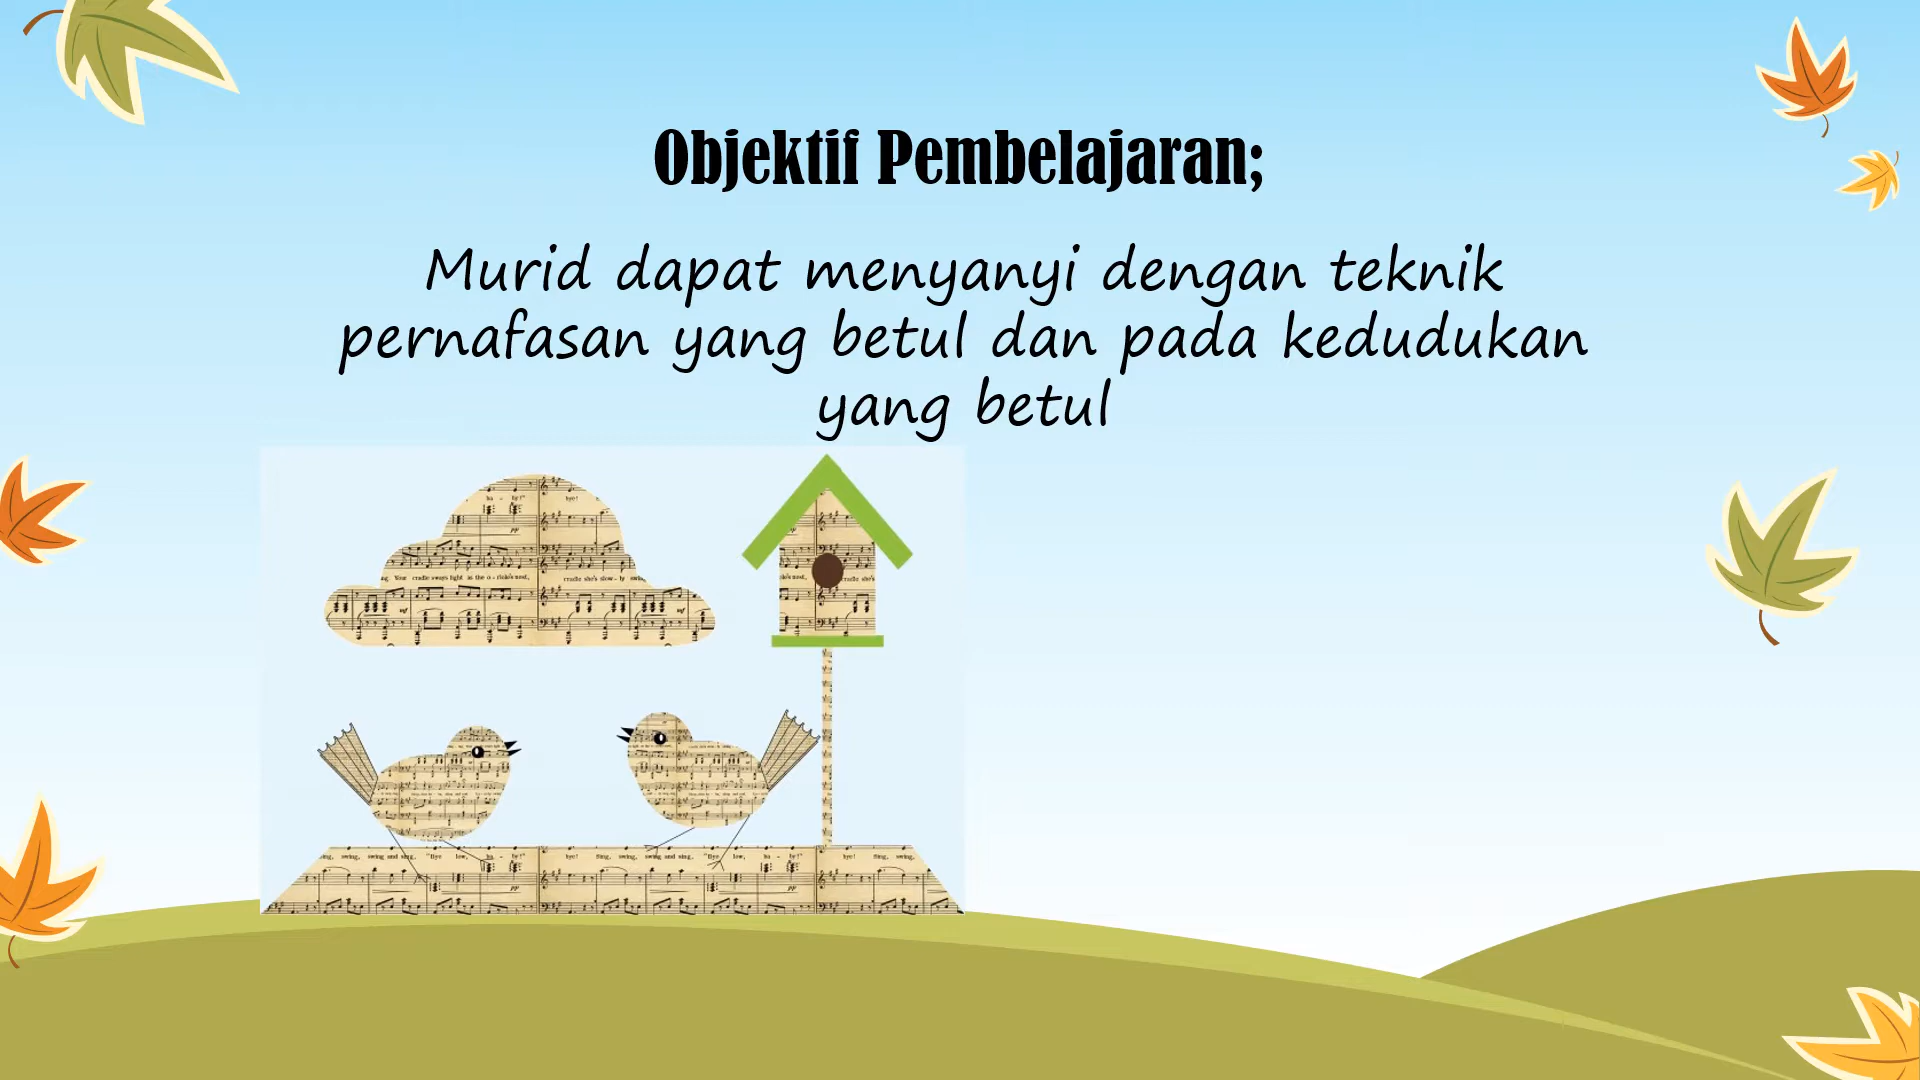 Objektif Pembelajaran;
Murid dapat menyanyi dengan teknik
pernafasan yang betul dan pada kedudukan
yang betul